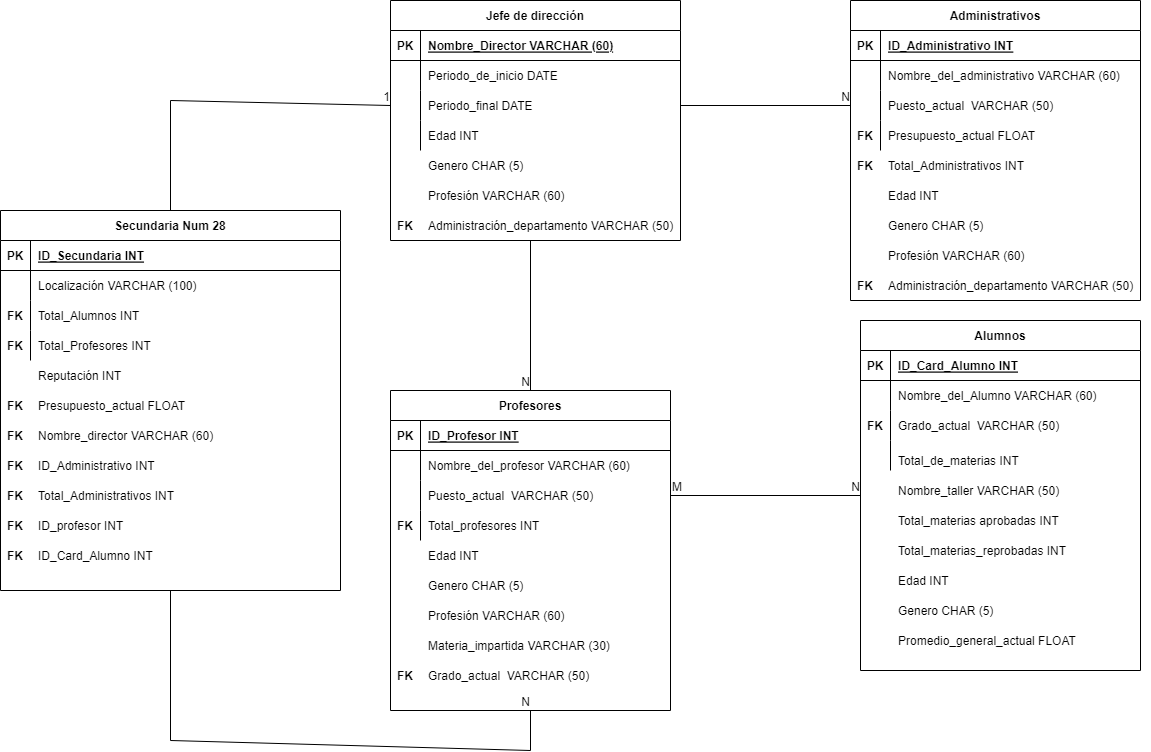 Jefe de dirección
PK Nombre_Director VARCHAR (60)
Periodo_de_inicio DATE
Periodo_final DATE
Edad INT
Genero CHAR (5)
Profesión VARCHAR (60)
FK Administración_departamento VARCHAR (50)
1
N
Administrativos
PK ID_Administrativo INT
Nombre_del_administrativo VARCHAR (60)
Puesto_actual VARCHAR (50)
FK Presupuesto_actual FLOAT
FK Total_Administrativos INT
Edad INT
Genero CHAR (5)
Profesión VARCHAR (60)
FK Administración_departamento VARCHAR (50)
Secundaria Num 28
PK ID_Secundaria INT
Localización VARCHAR (100)
FK Total_Alumnos INT
FK Total_Profesores INT
Reputación INT
FK Presupuesto_actual FLOAT
FK Nombre_director VARCHAR (60)
FK ID_Administrativo INT
FK Total_Administrativos INT
FK ID_profesor INT
FK ID_Card_Alumno INT
N
Profesores
PK ID_Profesor INT
Nombre_del_profesor VARCHAR (60)
Puesto_actual VARCHAR (50)
FK Total_profesores INT
Edad INT
Genero CHAR (5)
Profesión VARCHAR (60)
Materia_impartida VARCHAR (30)
FK Grado_actual VARCHAR (50)
N
M
N
Alumnos
PK ID_Card_Alumno INT
Nombre_del_Alumno VARCHAR (60)
FK Grado_actual VARCHAR (50)
Total_de_materias INT
Nombre_taller VARCHAR (50)
Total_materias aprobadas INT
Total_materias_reprobadas INT
Edad INT
Genero CHAR (5)
Promedio_general_actual FLOAT